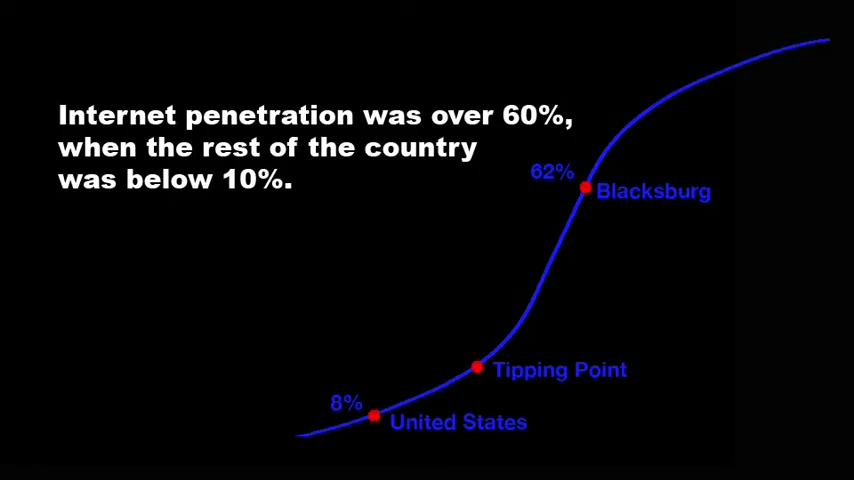 Internet penetration was over 60%,
when the rest of the country
was below 10%.
62%
Blacksburg
Tipping Point
8%
United States